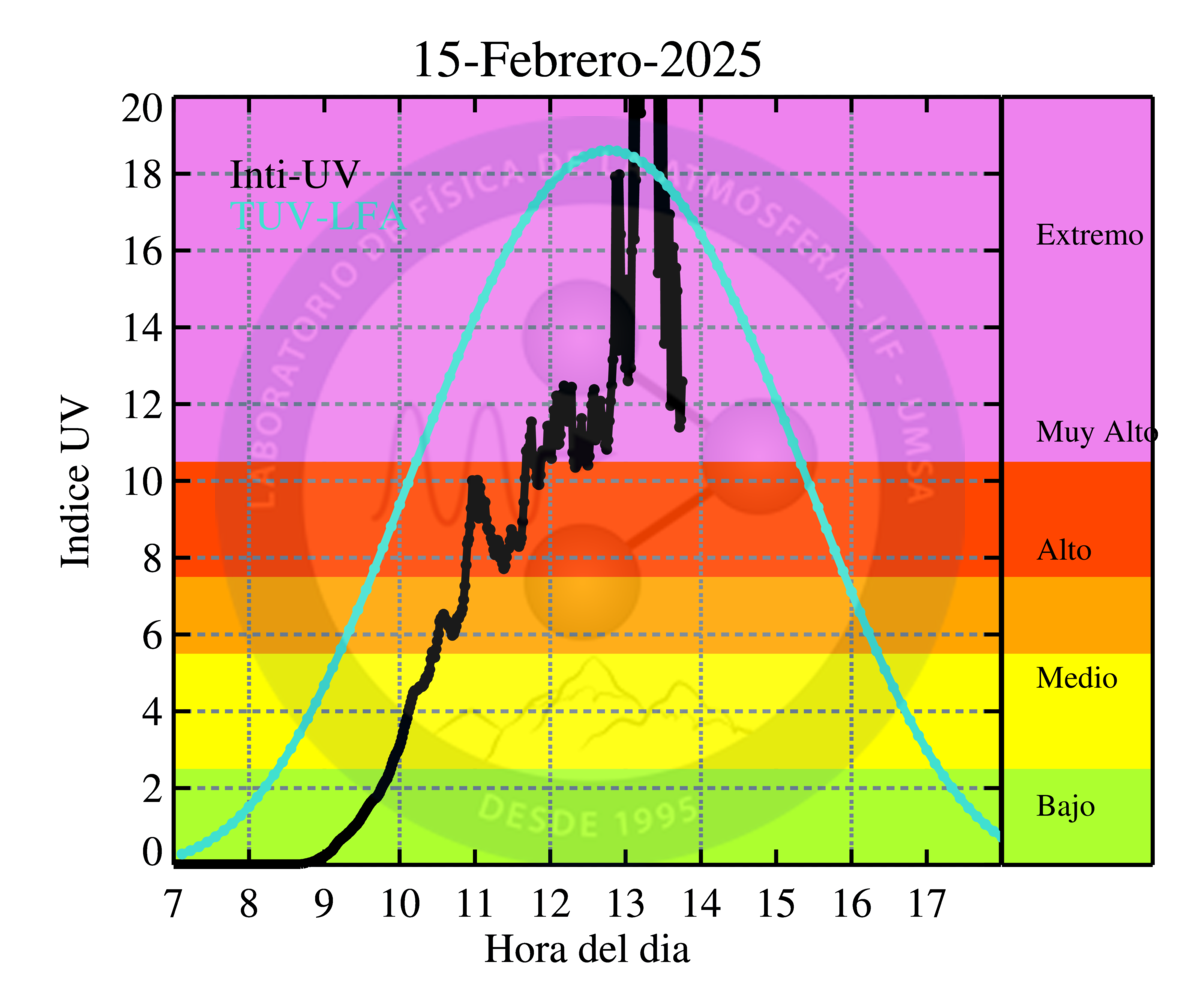 15-Febrero-2025
20
18
16
14
12
10
8
6
4
2
0
Indice UV
Inti-UV
TUV-LFA
LABORATORIO DE FÍSICA DE L ATMÓSFERA - IIF - UMSA
DESDE 1995
Extremo
Muy Alto
Alto
Medio
Bajo
7 8 9 10 11 12 13 14 15 16 17
Hora del dia